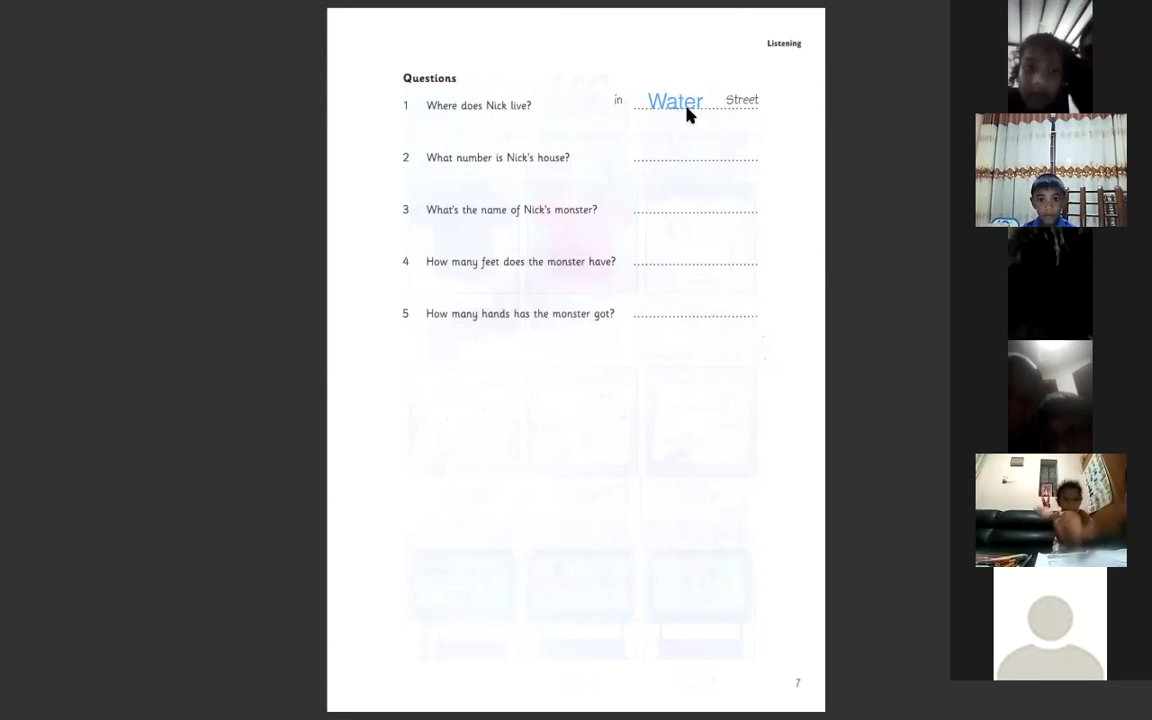 Listening
Questions
1 Where does Nick live? in Water Street
2 What number is Nick's house? ................................
3 What's the name of Nick's monster? ................................
4 How many feet does the monster have? ................................
5 How many hands has the monster got? ................................
7